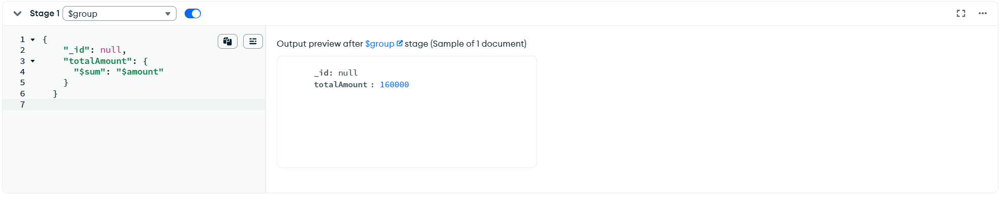 Stage 1 $group
1 {
2 "_id": null,
3 "totalAmount": {
4 "$sum": "$amount"
5 }
6 }
7
Output preview after $group stage (Sample of 1 document)
_id: null
totalAmount : 160000